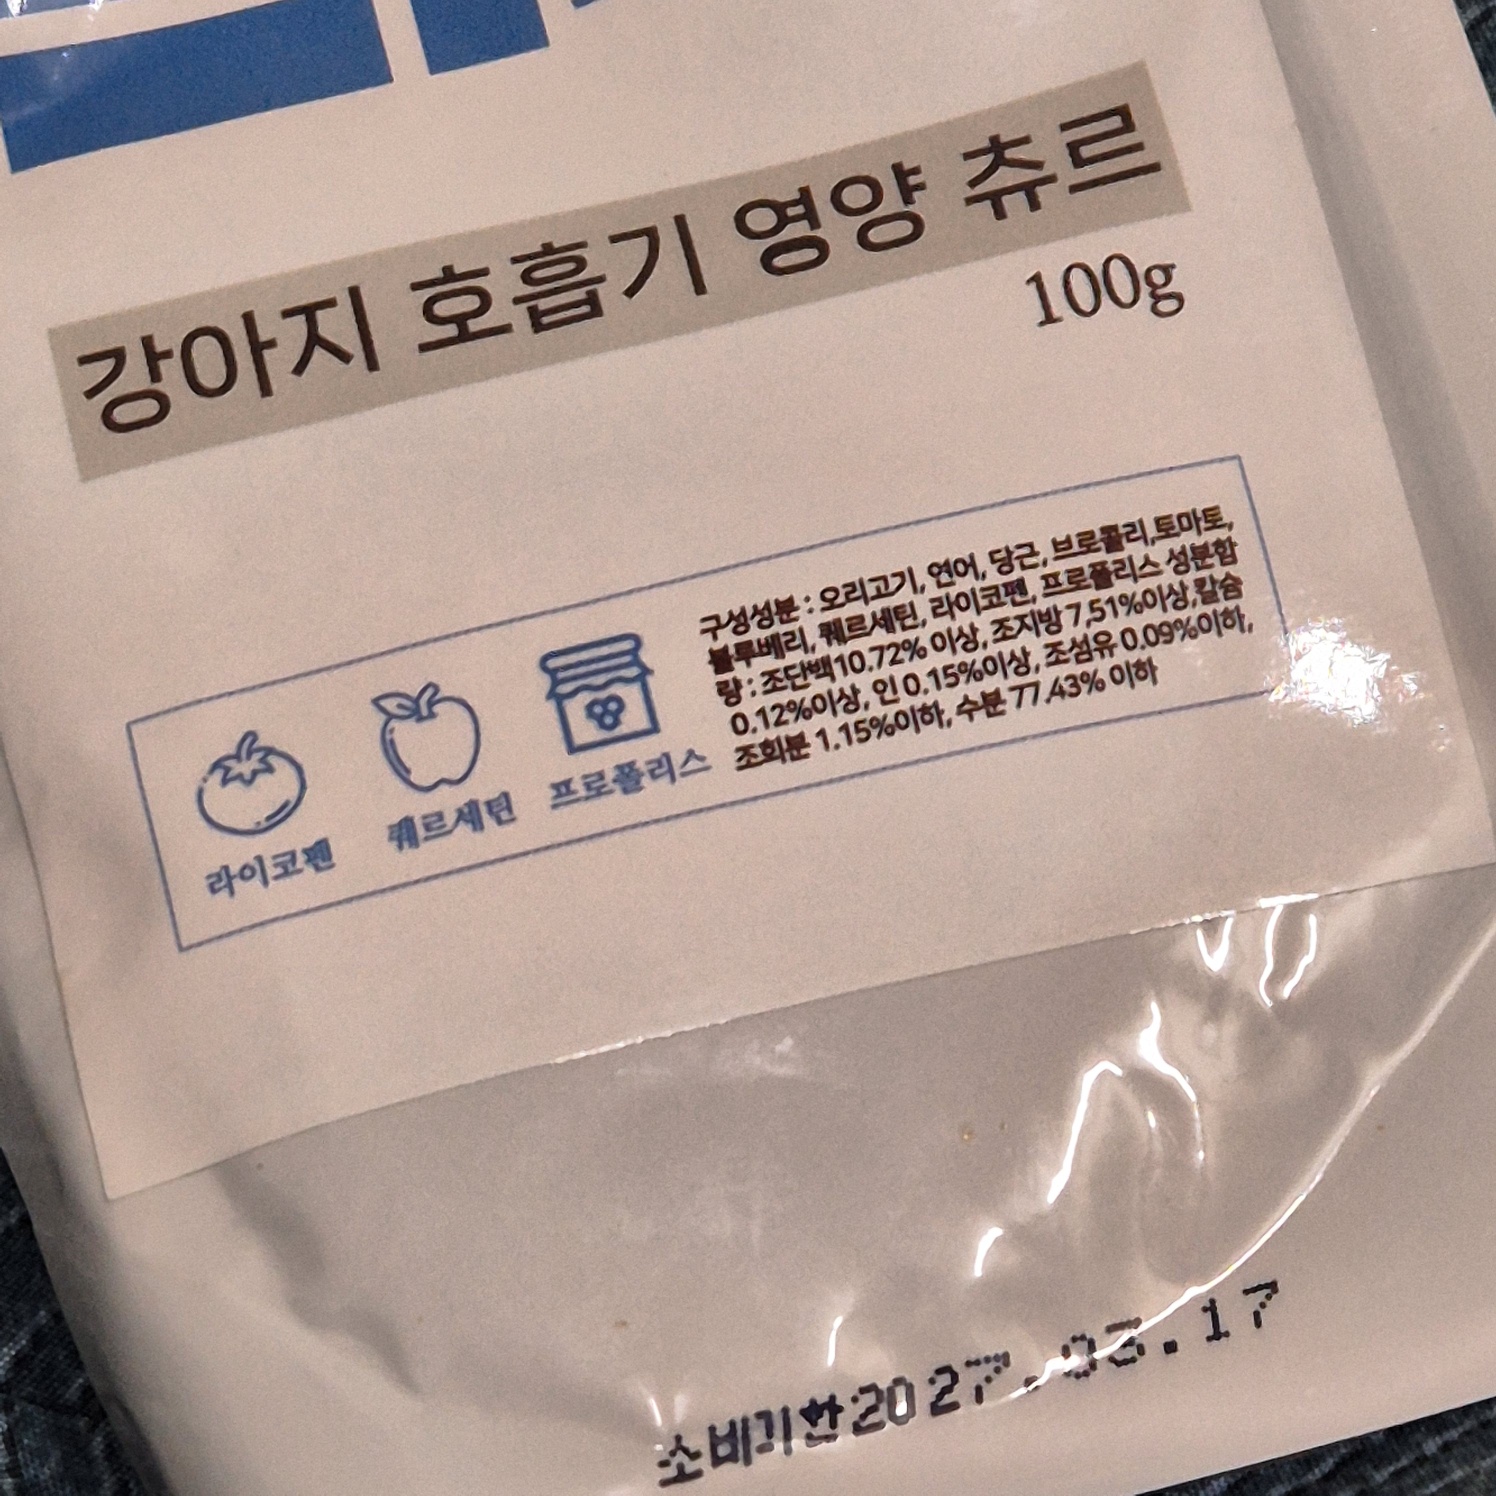 강아지 호흡기 영양 츄르
100g
구성성분 : 오리고기, 연어, 당근, 브로콜리,토마토,
블루베리, 퀘르세틴, 라이코펜, 프로폴리스 성분함
량 : 조단백10.72% 이상, 조지방 7,51%이상,칼슘
0.12%이상, 인 0.15%이상, 조섬유 0.09%이하,
조회분 1.15%이하, 수분 77,43% 이하
라이코펜
퀘르세틴
프로폴리스
소비기한2027.03.17